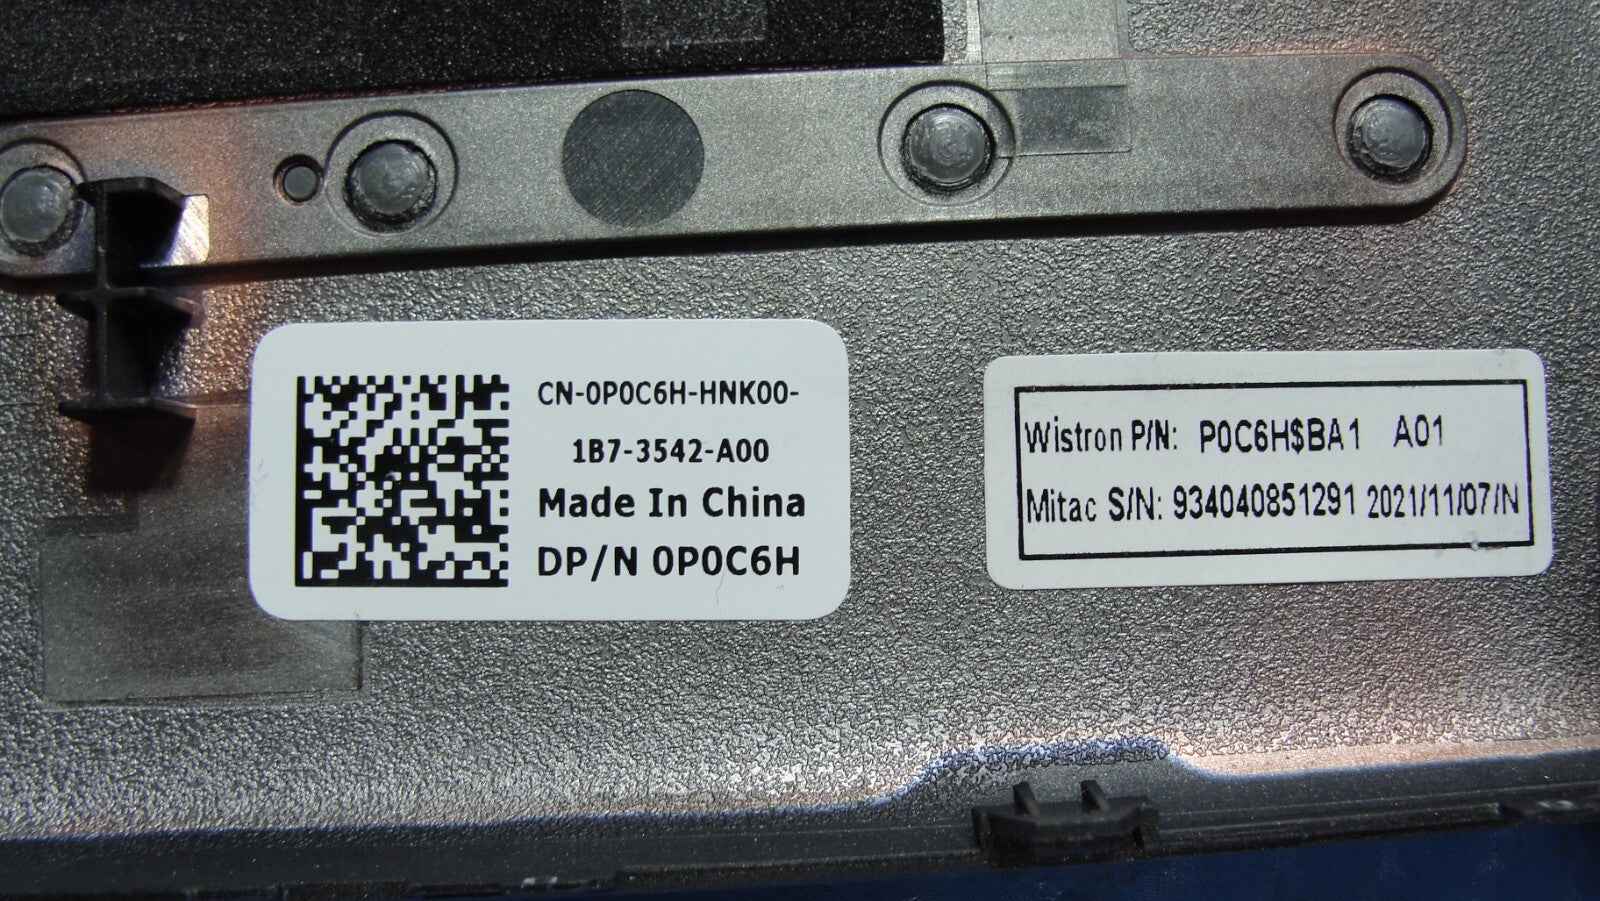 CN-0P0C6H-HNK00-
1B7-3542-A00
Made In China
DP/N 0P0C6H
Wistron P/N: P0C6H$BA1 A01
Mitac S/N: 934040851291 2021/11/07/N